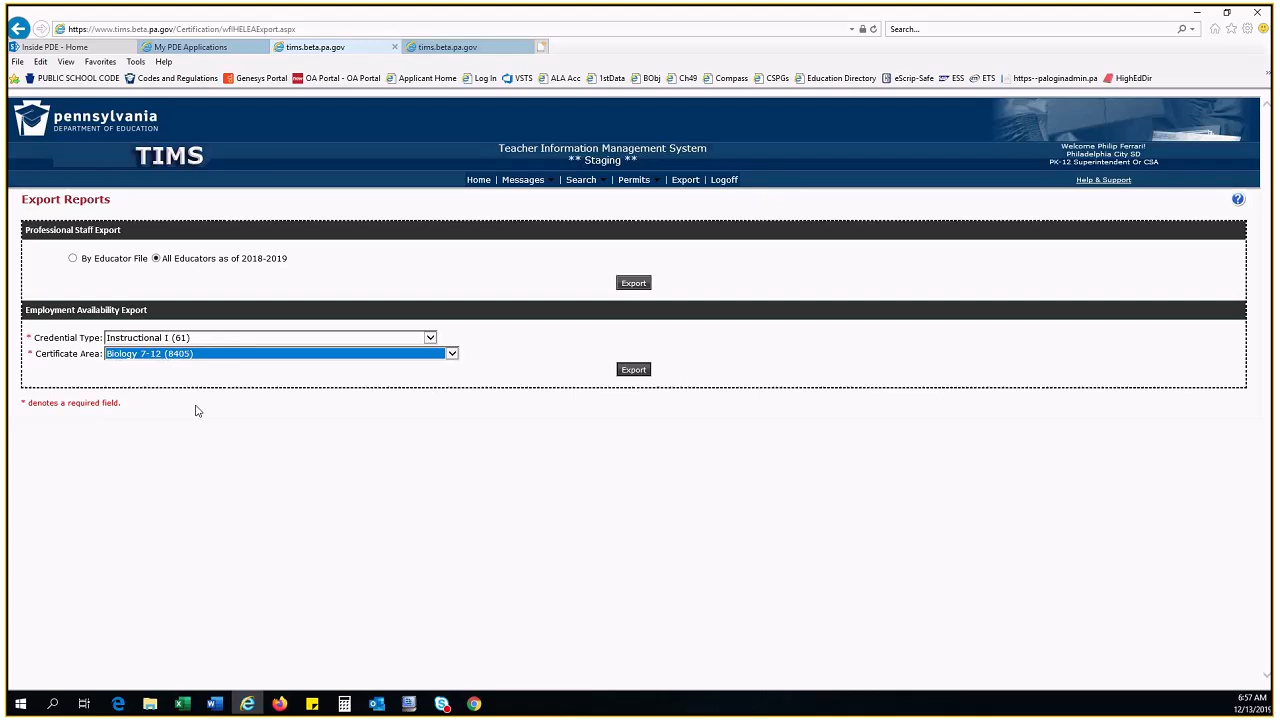 https://www.tims.beta.pa.gov/Certification/wfIHELEAExport.aspx
Search...
Inside PDE - Home
My PDE Applications
tims.beta.pa.gov
tims.beta.pa.gov
File Edit View Favorites Tools Help
PUBLIC SCHOOL CODE Codes and Regulations Genesys Portal OA Portal - OA Portal Applicant Home Log In VSTS ALA Acc 1stData BObj Ch49 Compass CSPGs Education Directory eScrip-Safe ESS ETS https--paloginadmin.pa HighEdDir
pennsylvania
DEPARTMENT OF EDUCATION
TIMS
Teacher Information Management System
** Staging **
Welcome Philip Ferrari!
Philadelphia City SD
PK-12 Superintendent Or CSA
Home | Messages | Search | Permits | Export | Logoff
Help & Support
Export Reports
?
Professional Staff Export
By Educator File All Educators as of 2018-2019
Export
Employment Availability Export
* Credential Type: Instructional I (61)
* Certificate Area: Biology 7-12 (8405)
Export
* denotes a required field.
6:57 AM
12/13/2019